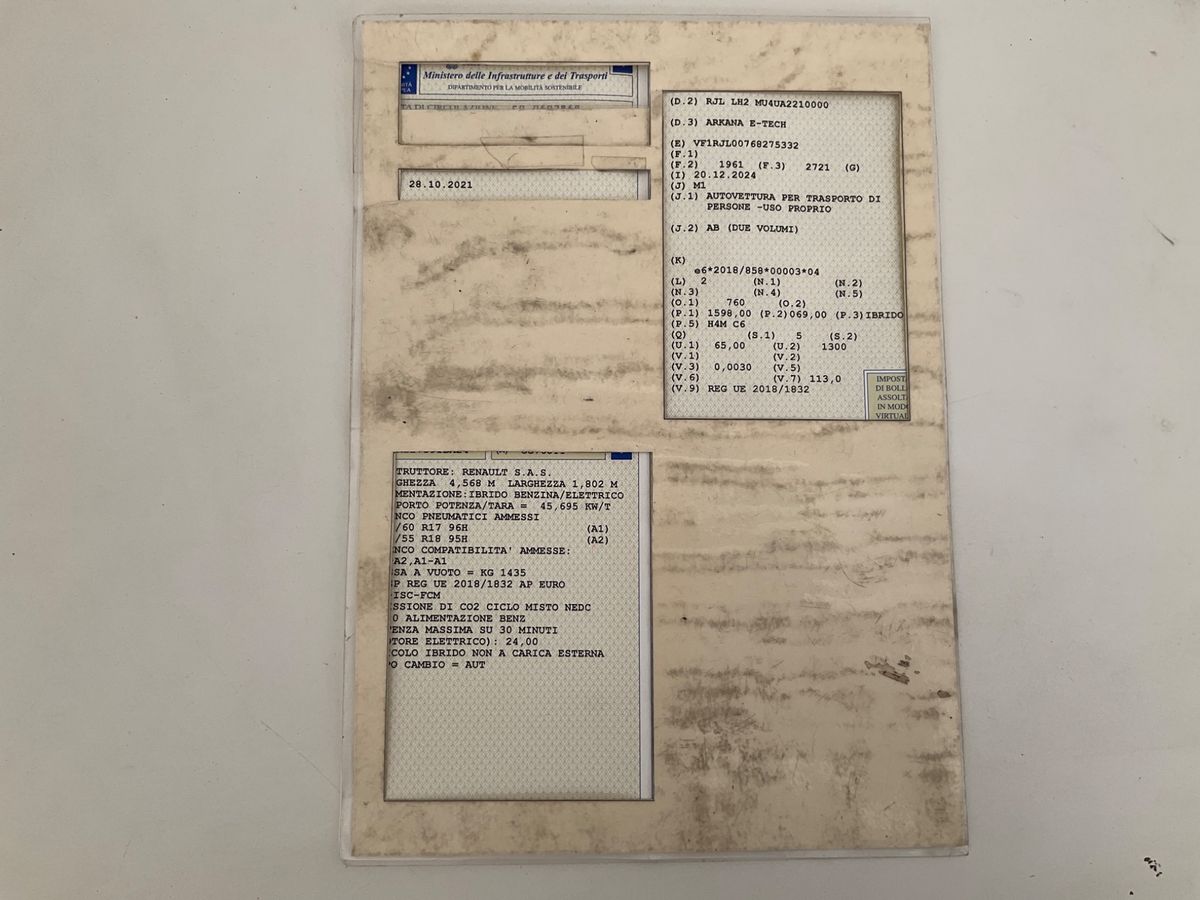 Ministero delle Infrastrutture e dei Trasporti
DIPARTIMENTO PER LA MOBILITÀ SOSTENIBILE
TA DI CIRCOLAZIONE
28.10.2021
(D.2) RJL LH2 MU4UA2210000
(D.3) ARKANA E-TECH
(E) VF1RJL00768275332
(F.1)
(F.2) 1961 (F.3) 2721 (G)
(I) 20.12.2024
(J) M1
(J.1) AUTOVETTURA PER TRASPORTO DI
PERSONE -USO PROPRIO
(J.2) AB (DUE VOLUMI)
(K)
e6*2018/858*00003*04
(L) 2 (N.1) (N.2)
(N.3) (N.4) (N.5)
(O.1) 760 (O.2)
(P.1) 1598,00 (P.2)069,00 (P.3)IBRIDO
(P.5) H4M C6
(Q) (S.1) 5 (S.2)
(U.1) 65,00 (U.2) 1300
(V.1) (V.2)
(V.3) 0,0030 (V.5)
(V.6) (V.7) 113,0
(V.9) REG UE 2018/1832
IMPOST
DI BOLL
ASSOLT
IN MOD
VIRTUAL
TRUTTORE: RENAULT S.A.S.
GHEZZA 4,568 M LARGHEZZA 1,802 M
MENTAZIONE:IBRIDO BENZINA/ELETTRICO
PORTO POTENZA/TARA = 45,695 KW/T
NCO PNEUMATICI AMMESSI
/60 R17 96H (A1)
/55 R18 95H (A2)
NCO COMPATIBILITA' AMMESSE:
A2,A1-A1
SA A VUOTO = KG 1435
P REG UE 2018/1832 AP EURO
ISC-FCM
SSIONE DI CO2 CICLO MISTO NEDC
O ALIMENTAZIONE BENZ
ENZA MASSIMA SU 30 MINUTI
TORE ELETTRICO): 24,00
COLO IBRIDO NON A CARICA ESTERNA
O CAMBIO = AUT